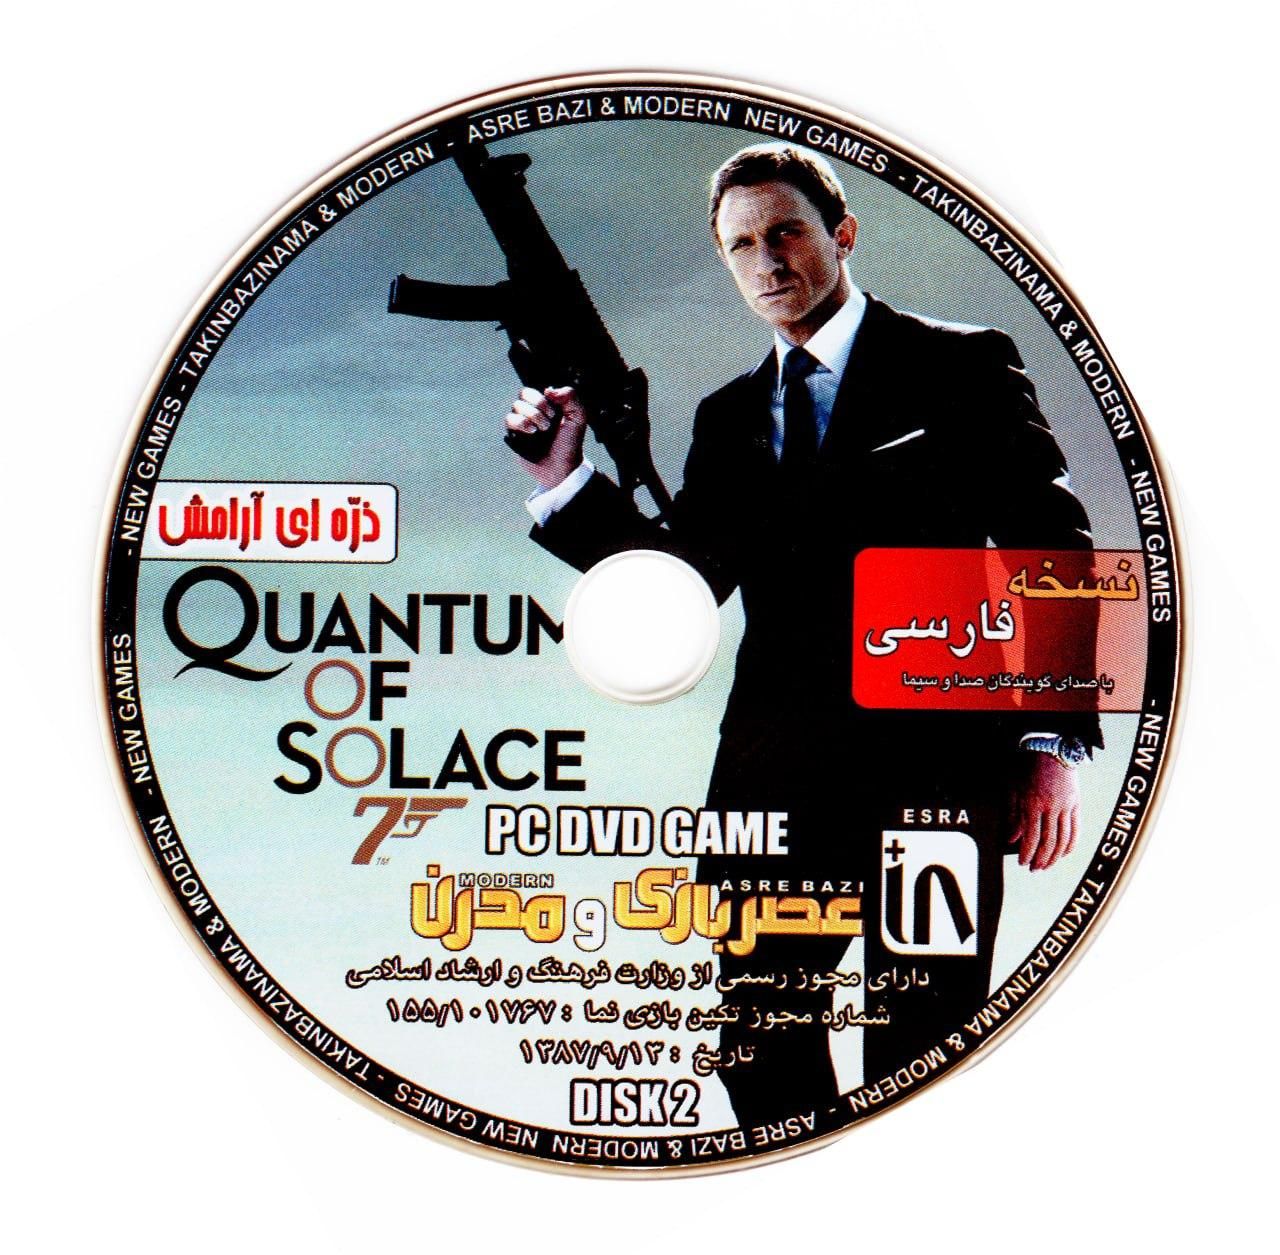 ASRE BAZI & MODERN NEW GAMES - TAKINBAZINAMA & MODERN - NEW GAMES
- NEW GAMES - TAKINBAZINAMA & MODERN - ASRE BAZI & MODERN NEW GAMES - TAKINBAZINAMA & MODERN - NEW GAMES
- NEW GAMES - TAKINBAZINAMA & MODERN -
ذرّه ای آرامش
QUANTUM
OF
SOLACE
7
TM
نسخه
فارسی
با صدای گویندگان صدا و سیما
PC DVD GAME
ESRA
+
MODERN
ASRE BAZI
عصر بازی و مدرن
دارای مجوز رسمی از وزارت فرهنگ و ارشاد اسلامی
شماره مجوز تکین بازی نما : ۱۵۵/۱۰۱۷۶۷
تاریخ : ۱۳۸۷/۹/۱۳
DISK 2